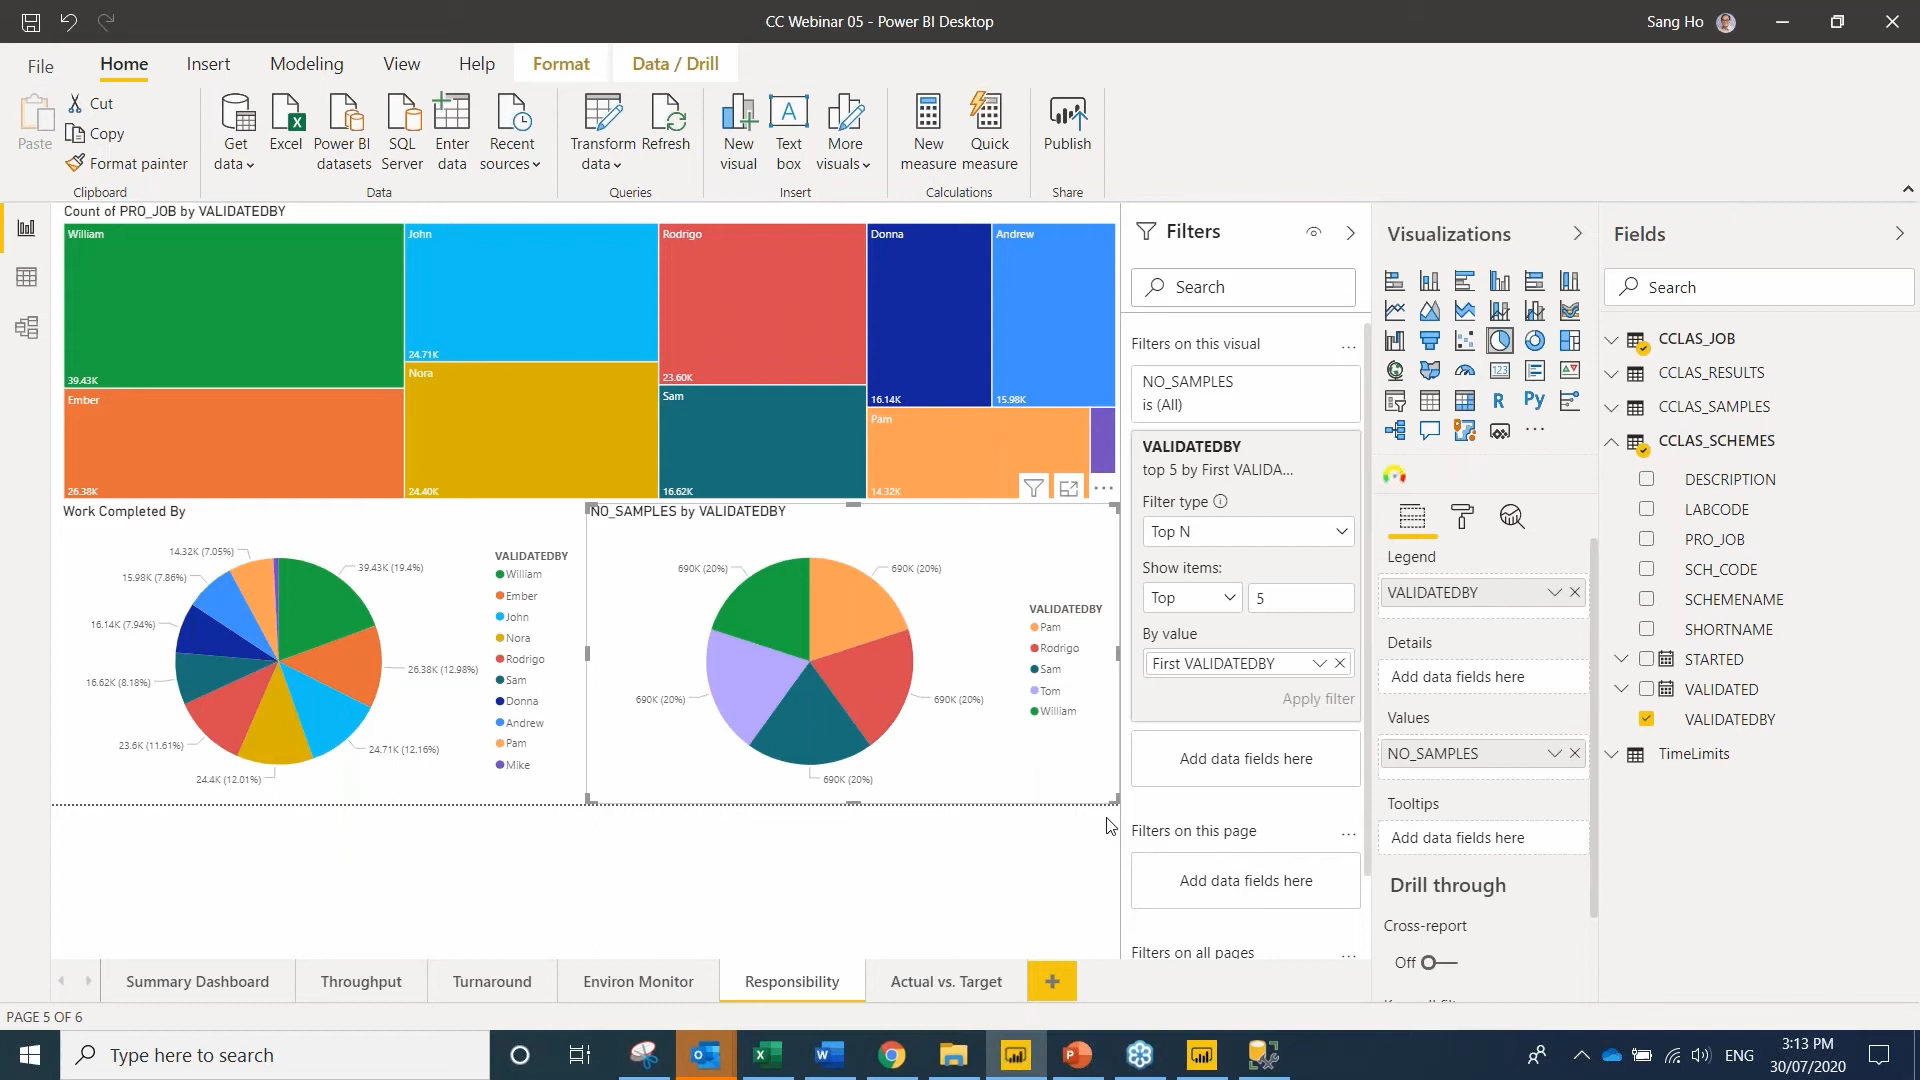 CC Webinar 05 - Power BI Desktop
Sang Ho
File
Home
Insert
Modeling
View
Help
Format
Data / Drill
Paste
Cut
Copy
Format painter
Clipboard
Get data
Excel
Power BI datasets
SQL Server
Enter data
Recent sources
Data
Transform data
Refresh
Queries
New visual
Text box
More visuals
Insert
New measure
Quick measure
Calculations
Publish
Share
Count of PRO_JOB by VALIDATEDBY
William
39.43K
Ember
26.38K
John
24.71K
Nora
24.40K
Rodrigo
23.60K
Sam
16.62K
Donna
16.14K
Andrew
15.98K
Pam
14.32K
Work Completed By
14.32K (7.05%)
15.98K (7.86%)
16.14K (7.94%)
16.62K (8.18%)
23.6K (11.61%)
24.4K (12.01%)
39.43K (19.4%)
26.38K (12.98%)
24.71K (12.16%)
VALIDATEDBY
William
Ember
John
Nora
Rodrigo
Sam
Donna
Andrew
Pam
Mike
NO_SAMPLES by VALIDATEDBY
690K (20%)
690K (20%)
690K (20%)
690K (20%)
690K (20%)
VALIDATEDBY
Pam
Rodrigo
Sam
Tom
William
Filters
Search
Filters on this visual
NO_SAMPLES
is (All)
VALIDATEDBY
top 5 by First VALIDA...
Filter type
Top N
Show items:
Top
5
By value
First VALIDATEDBY
Apply filter
Add data fields here
Filters on this page
Add data fields here
Filters on all pages
Visualizations
R
Py
123
Legend
VALIDATEDBY
Details
Add data fields here
Values
NO_SAMPLES
Tooltips
Add data fields here
Drill through
Cross-report
Off
Fields
Search
CCLAS_JOB
CCLAS_RESULTS
CCLAS_SAMPLES
CCLAS_SCHEMES
DESCRIPTION
LABCODE
PRO_JOB
SCH_CODE
SCHEMENAME
SHORTNAME
STARTED
VALIDATED
VALIDATEDBY
TimeLimits
Summary Dashboard
Throughput
Turnaround
Environ Monitor
Responsibility
Actual vs. Target
PAGE 5 OF 6
Type here to search
ENG
3:13 PM
30/07/2020